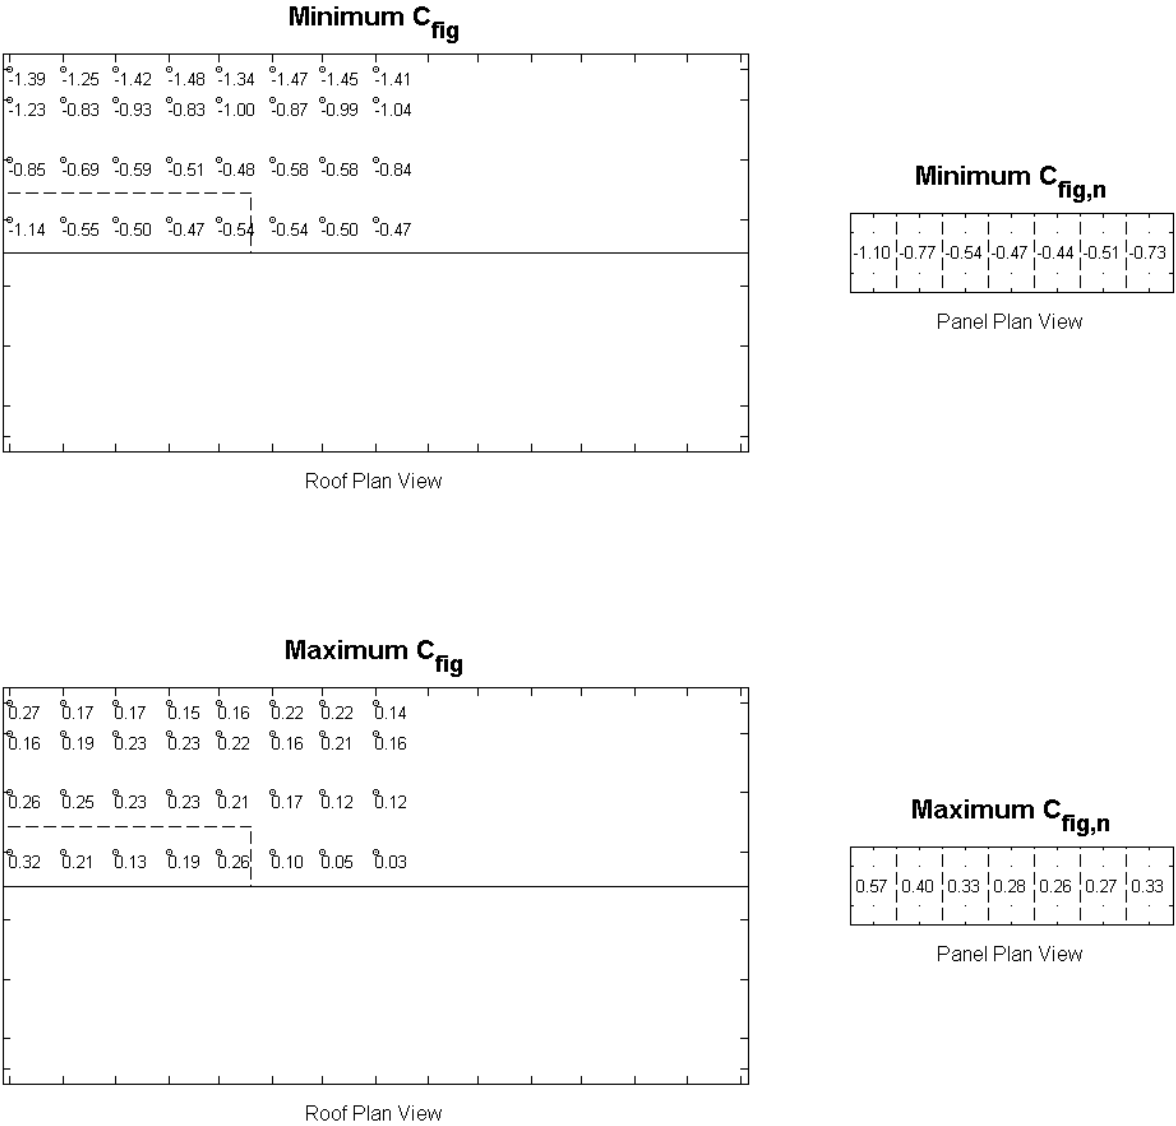 Minimum C_fig
-1.39 -1.25 -1.42 -1.48 -1.34 -1.47 -1.45 -1.41
-1.23 -0.83 -0.93 -0.83 -1.00 -0.87 -0.99 -1.04
-0.85 -0.69 -0.59 -0.51 -0.48 -0.58 -0.58 -0.84
-1.14 -0.55 -0.50 -0.47 -0.54 -0.54 -0.50 -0.47
Roof Plan View
Minimum C_fig,n
-1.10 -0.77 -0.54 -0.47 -0.44 -0.51 -0.73
Panel Plan View
Maximum C_fig
0.27 0.17 0.17 0.15 0.16 0.22 0.22 0.14
0.16 0.19 0.23 0.23 0.22 0.16 0.21 0.16
0.26 0.25 0.23 0.23 0.21 0.17 0.12 0.12
0.32 0.21 0.13 0.19 0.26 0.10 0.05 0.03
Roof Plan View
Maximum C_fig,n
0.57 0.40 0.33 0.28 0.26 0.27 0.33
Panel Plan View